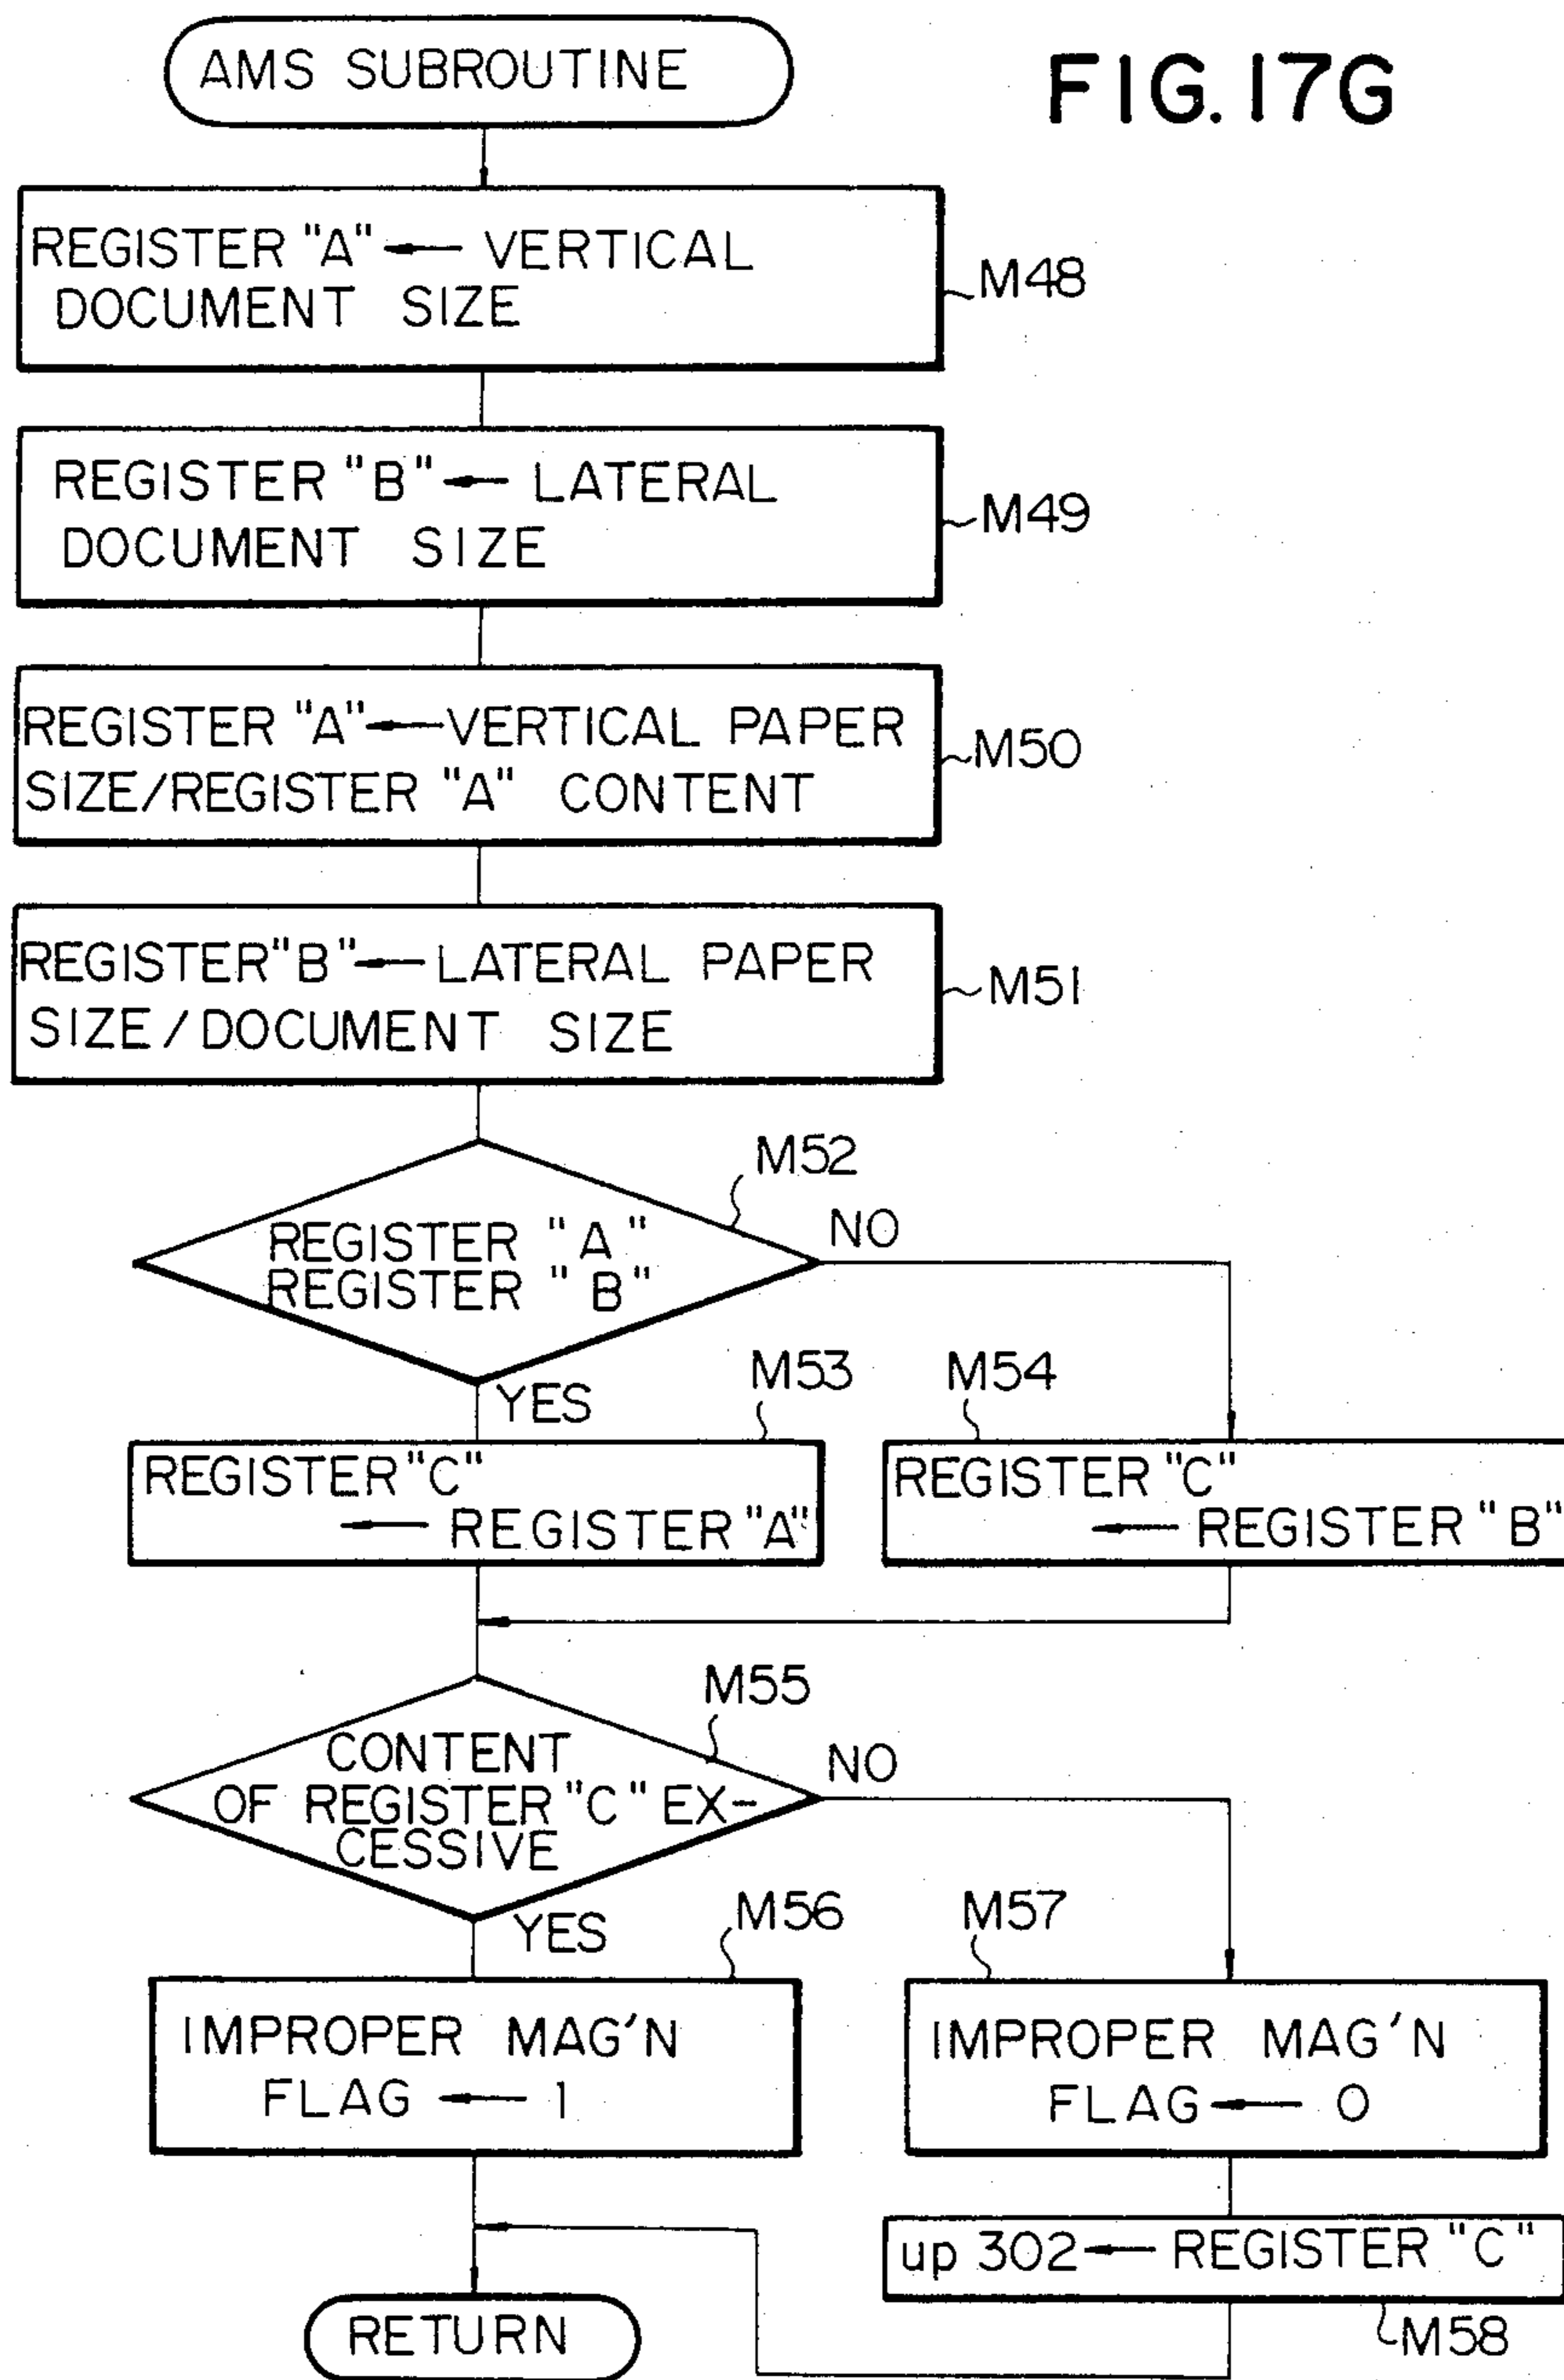 AMS SUBROUTINE
FIG. 17G
REGISTER "A" ← VERTICAL
DOCUMENT SIZE
M48
REGISTER "B" ← LATERAL
DOCUMENT SIZE
M49
REGISTER "A" ← VERTICAL PAPER
SIZE/REGISTER "A" CONTENT
M50
REGISTER "B" ← LATERAL PAPER
SIZE/DOCUMENT SIZE
M51
M52
REGISTER "A"
REGISTER "B"
NO
YES
M53
M54
REGISTER "C"
← REGISTER "A"
REGISTER "C"
← REGISTER "B"
M55
CONTENT
OF REGISTER "C" EX-
CESSIVE
NO
YES
M56
M57
IMPROPER MAG'N
FLAG ← 1
IMPROPER MAG'N
FLAG ← 0
up 302 ← REGISTER "C"
M58
RETURN